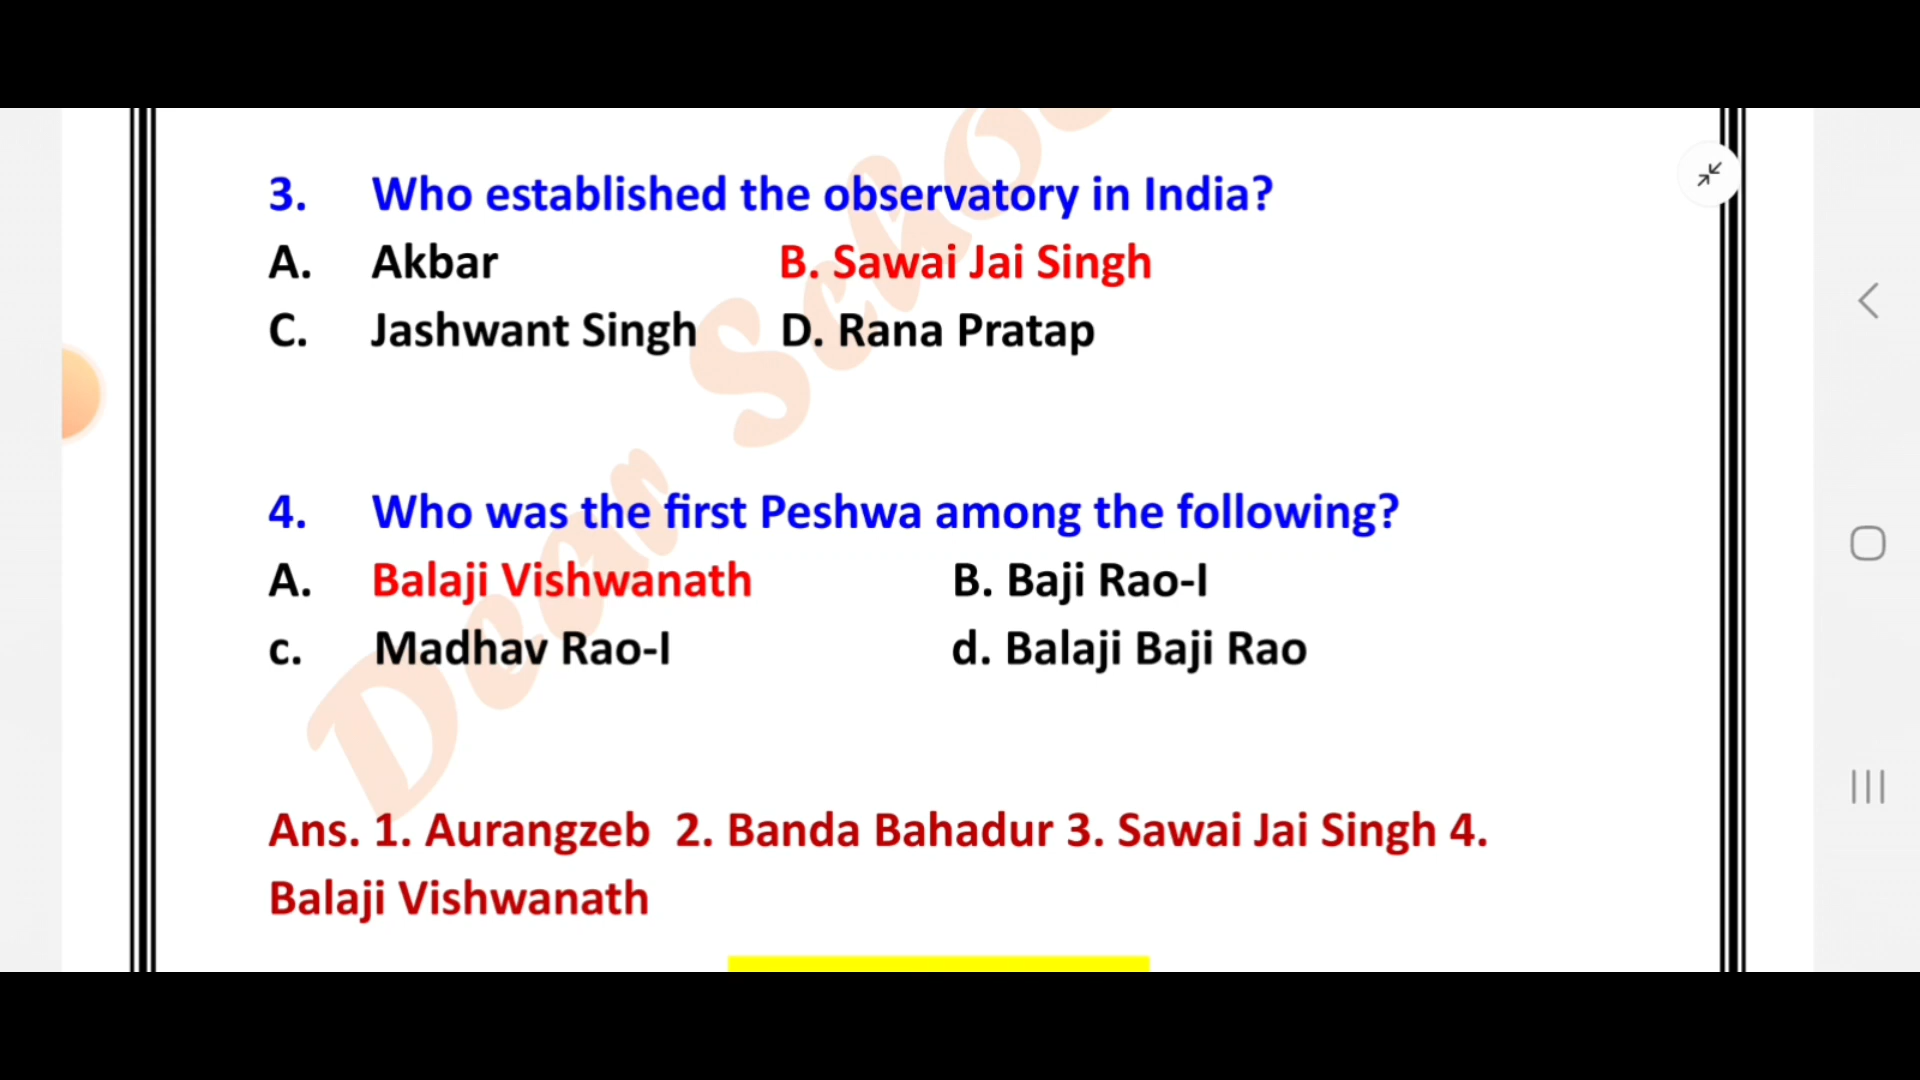 3. Who established the observatory in India?
A. Akbar B. Sawai Jai Singh
C. Jashwant Singh D. Rana Pratap
4. Who was the first Peshwa among the following?
A. Balaji Vishwanath B. Baji Rao-I
c. Madhav Rao-I d. Balaji Baji Rao
Ans. 1. Aurangzeb 2. Banda Bahadur 3. Sawai Jai Singh 4.
Balaji Vishwanath
Dear